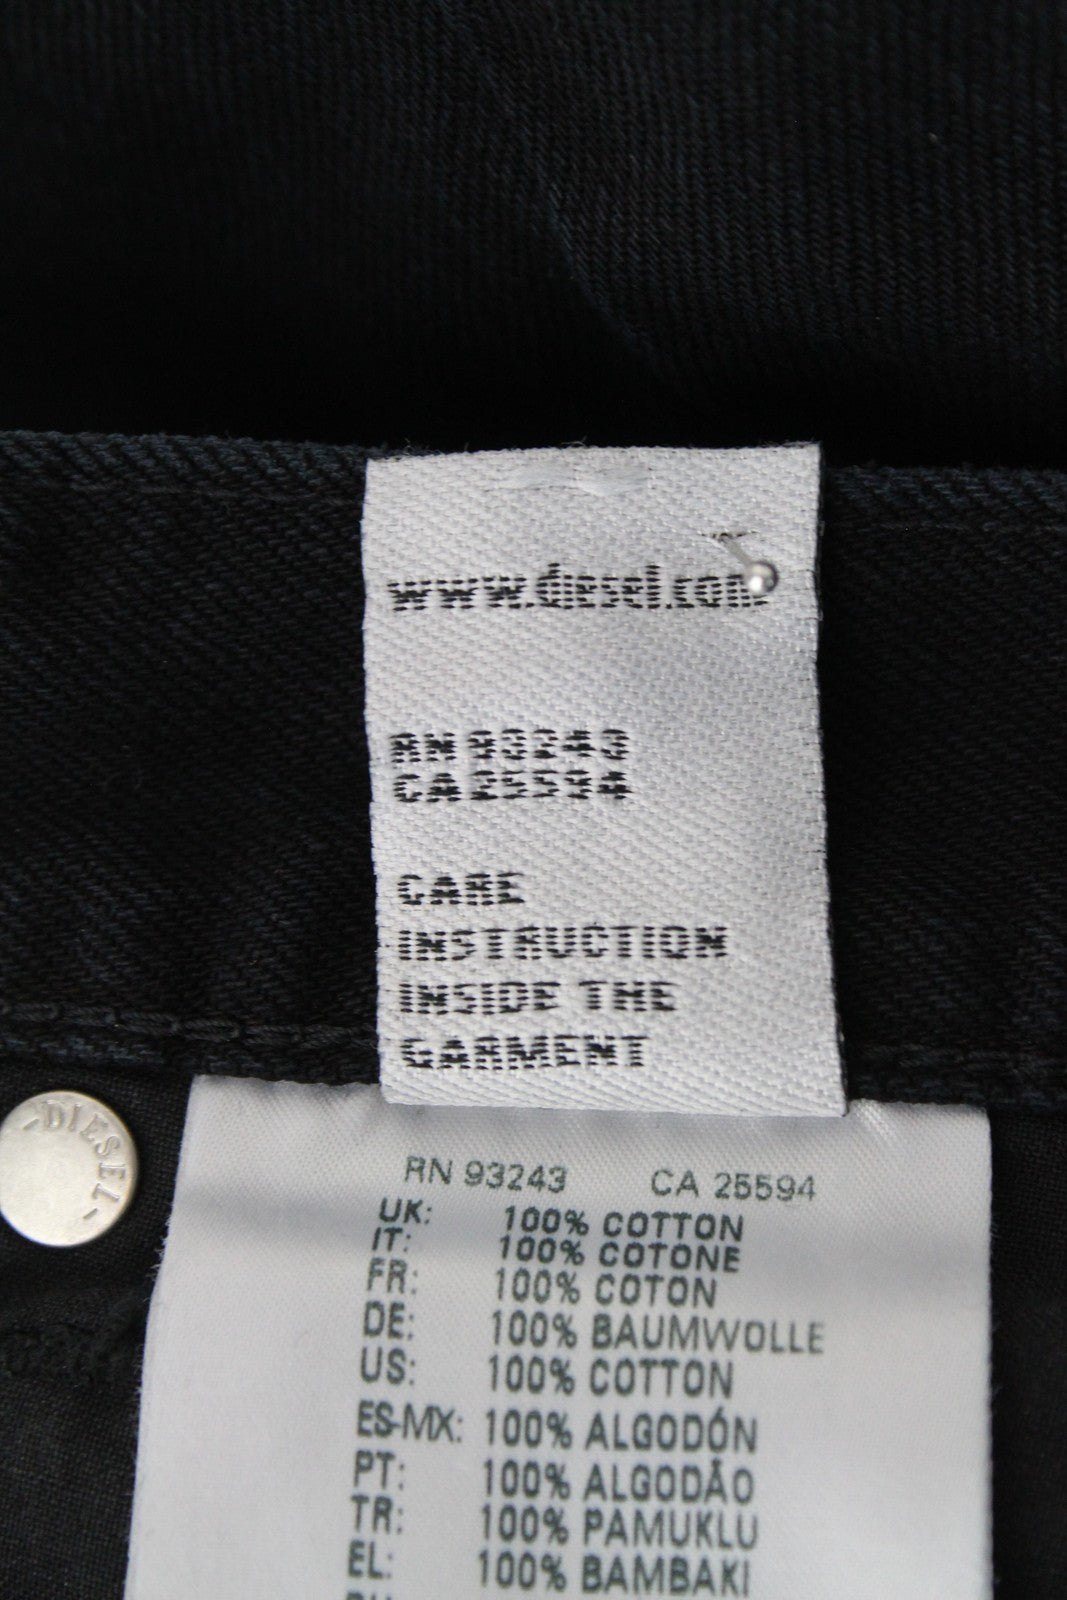 www.diesel.com
RN 93243
CA 25594
CARE
INSTRUCTION
INSIDE THE
GARMENT
-DIESEL-
RN 93243 CA 25594
UK: 100% COTTON
IT: 100% COTONE
FR: 100% COTON
DE: 100% BAUMWOLLE
US: 100% COTTON
ES-MX: 100% ALGODÓN
PT: 100% ALGODÃO
TR: 100% PAMUKLU
EL: 100% BAMBAKI